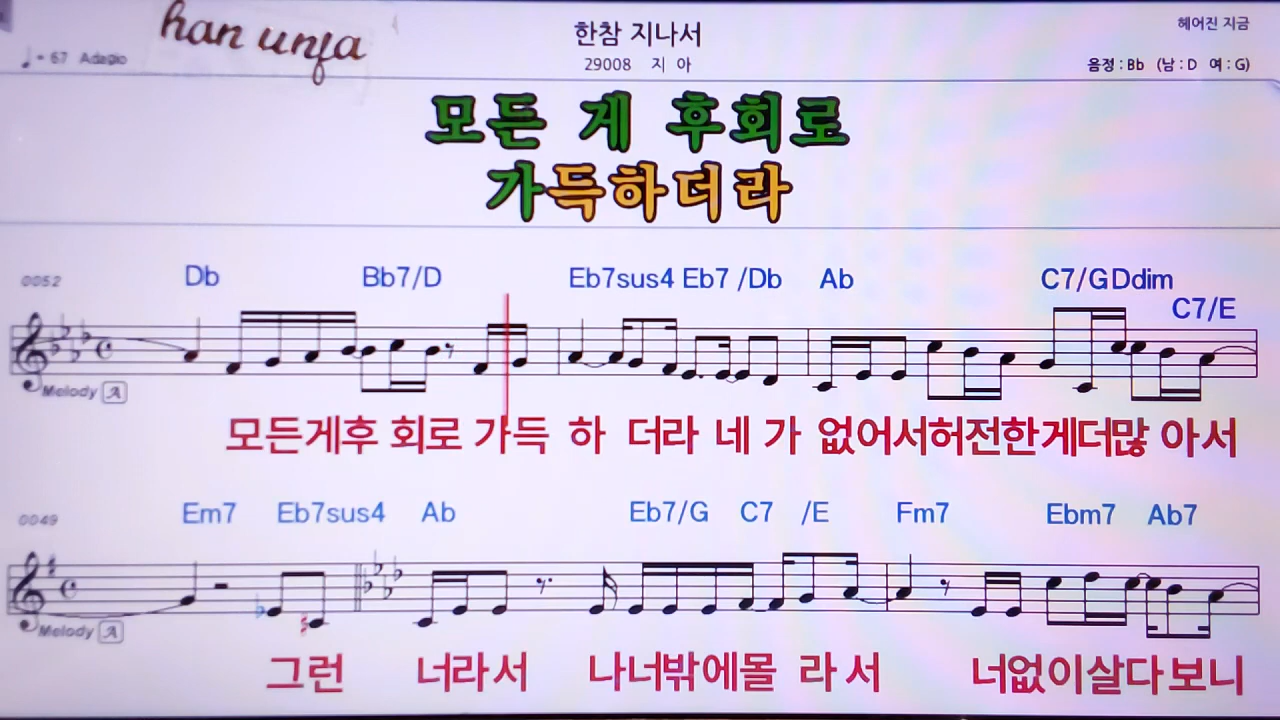 han unja
한참 지나서
헤어진 지금
♩= 67 Adagio
29008 지 아
음정 : Bb (남 : D 여 : G)
모든 게 후회로
가득하더라
0052 Db Bb7/D Eb7sus4 Eb7 /Db Ab C7/G Ddim
C7/E
Melody A
모든게후 회로 가득 하 더라 네 가 없어서허전한게더많 아서
0049 Em7 Eb7sus4 Ab Eb7/G C7 /E Fm7 Ebm7 Ab7
Melody A
그런 너라서 나너밖에몰 라서 너없이살다보니